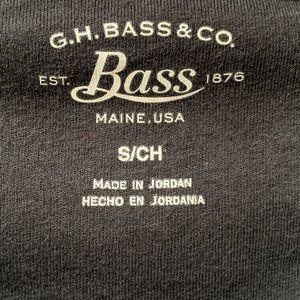 G.H. BASS & CO.
EST. Bass 1876
MAINE, USA
S/CH
MADE IN JORDAN
HECHO EN JORDANIA